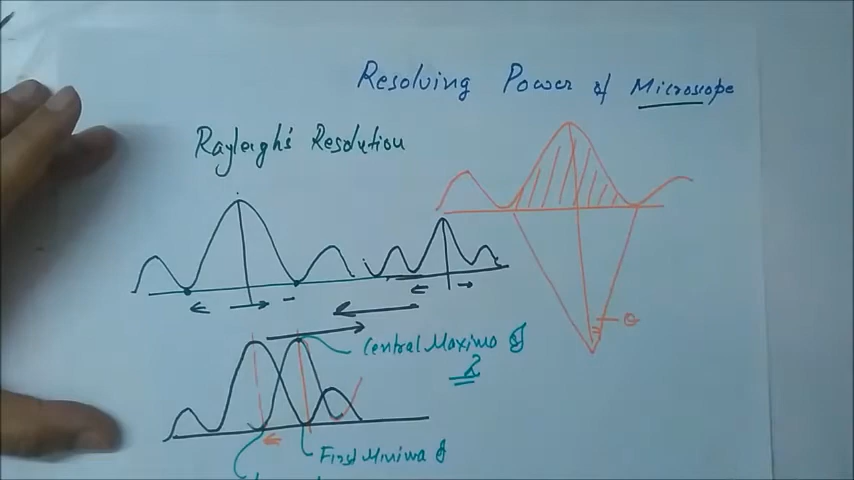 Resolving Power of Microscope
Rayleigh's Resolution
θ
Central Maxima of
2
First Minima of